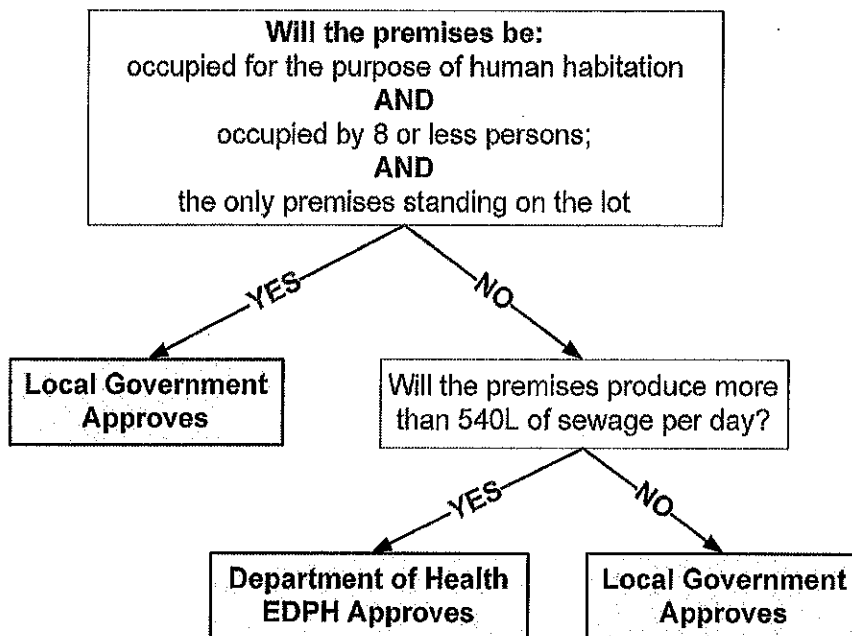 Will the premises be:
occupied for the purpose of human habitation
AND
occupied by 8 or less persons;
AND
the only premises standing on the lot
YES
NO
Local Government
Approves
Will the premises produce more
than 540L of sewage per day?
YES
NO
Department of Health
EDPH Approves
Local Government
Approves